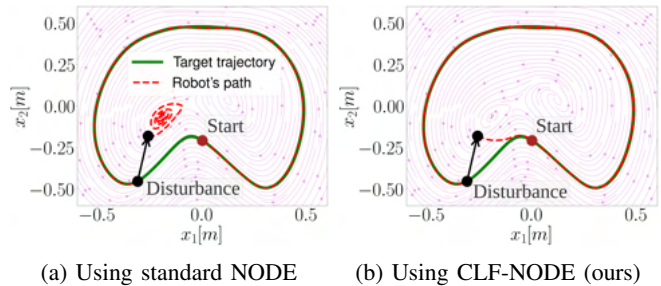 0.50
0.25
0.00
−0.25
−0.50
x₂[m]
Target trajectory
Robot's path
Start
Disturbance
−0.5
0.0
0.5
x₁[m]
0.50
0.25
0.00
−0.25
−0.50
x₂[m]
Start
Disturbance
−0.5
0.0
0.5
x₁[m]
(a) Using standard NODE
(b) Using CLF-NODE (ours)